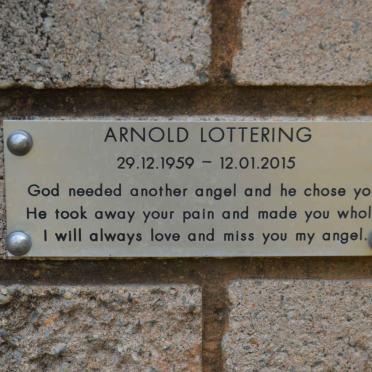 ARNOLD LOTTERING
29.12.1959 – 12.01.2015
God needed another angel and he chose yo
He took away your pain and made you whol
I will always love and miss you my angel.